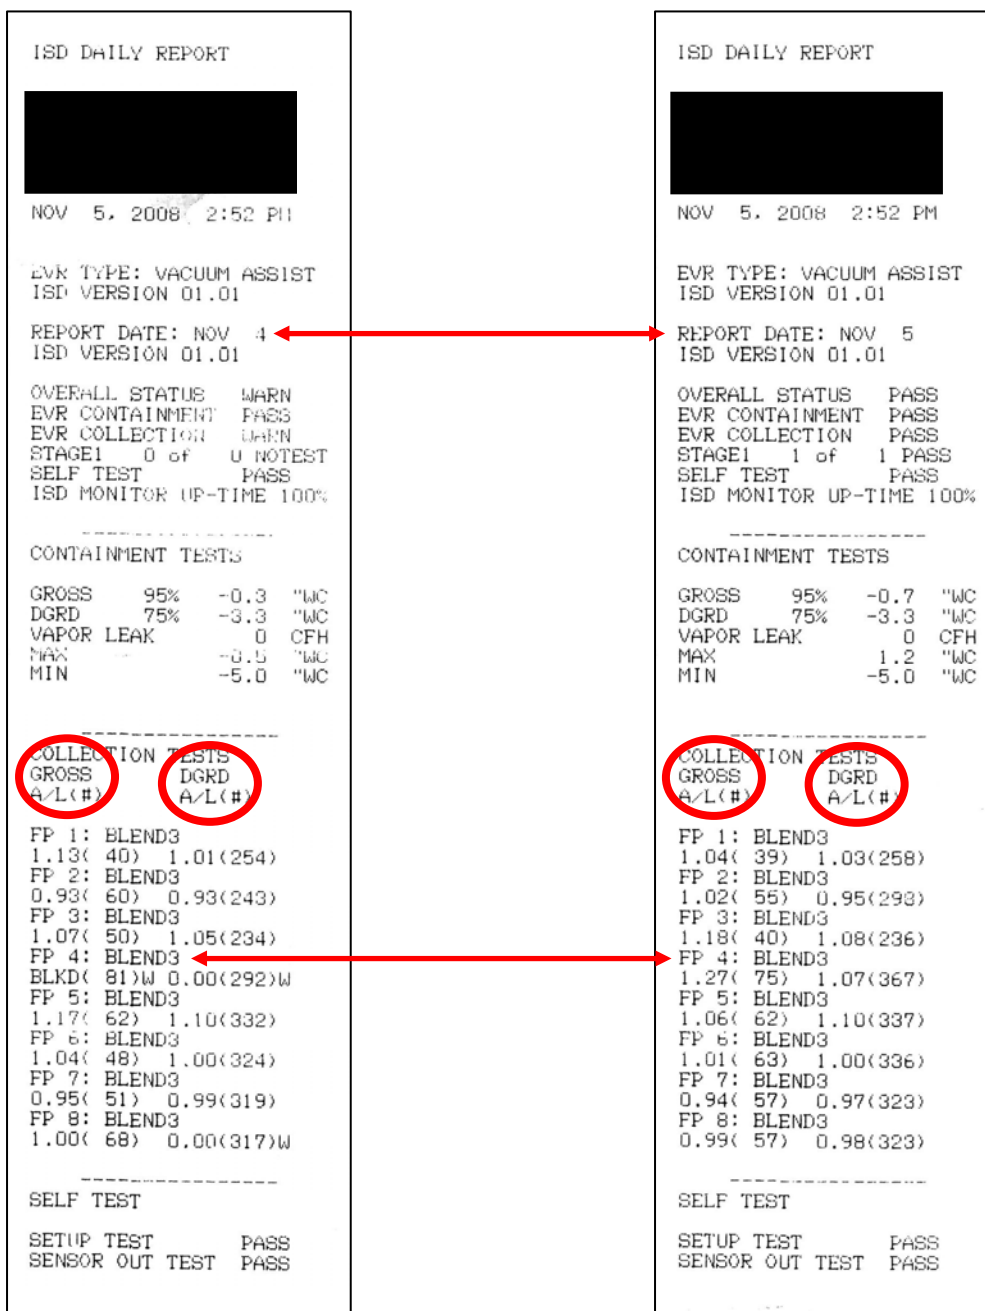 ISD DAILY REPORT
NOV  5, 2008  2:52 PM
EVR TYPE: VACUUM ASSIST
ISD VERSION 01.01
REPORT DATE: NOV  4
ISD VERSION 01.01
OVERALL STATUS   WARN
EVR CONTAINMENT  PASS
EVR COLLECTION   WARN
STAGE1   0 of   0 NOTEST
SELF TEST        PASS
ISD MONITOR UP-TIME 100%
CONTAINMENT TESTS
GROSS    95%   -0.3  "WC
DGRD     75%   -3.3  "WC
VAPOR LEAK       0  CFH
MAX            -0.5  "WC
MIN            -5.0  "WC
COLLECTION TESTS
GROSS       DGRD
A/L(#)      A/L(#)
FP 1: BLEND3
1.13( 40)  1.01(254)
FP 2: BLEND3
0.93( 60)  0.93(243)
FP 3: BLEND3
1.07( 50)  1.05(234)
FP 4: BLEND3
BLKD( 81)W 0.00(292)W
FP 5: BLEND3
1.17( 62)  1.10(332)
FP 6: BLEND3
1.04( 48)  1.00(324)
FP 7: BLEND3
0.95( 51)  0.99(319)
FP 8: BLEND3
1.00( 68)  0.00(317)W
SELF TEST
SETUP TEST       PASS
SENSOR OUT TEST  PASS
ISD DAILY REPORT
NOV  5, 2008  2:52 PM
EVR TYPE: VACUUM ASSIST
ISD VERSION 01.01
REPORT DATE: NOV  5
ISD VERSION 01.01
OVERALL STATUS   PASS
EVR CONTAINMENT  PASS
EVR COLLECTION   PASS
STAGE1   1 of   1 PASS
SELF TEST        PASS
ISD MONITOR UP-TIME 100%
CONTAINMENT TESTS
GROSS    95%   -0.7  "WC
DGRD     75%   -3.3  "WC
VAPOR LEAK       0  CFH
MAX             1.2  "WC
MIN            -5.0  "WC
COLLECTION TESTS
GROSS       DGRD
A/L(#)      A/L(#)
FP 1: BLEND3
1.04( 39)  1.03(258)
FP 2: BLEND3
1.02( 55)  0.95(293)
FP 3: BLEND3
1.18( 40)  1.08(236)
FP 4: BLEND3
1.27( 75)  1.07(367)
FP 5: BLEND3
1.06( 62)  1.10(337)
FP 6: BLEND3
1.01( 63)  1.00(336)
FP 7: BLEND3
0.94( 57)  0.97(323)
FP 8: BLEND3
0.99( 57)  0.98(323)
SELF TEST
SETUP TEST       PASS
SENSOR OUT TEST  PASS